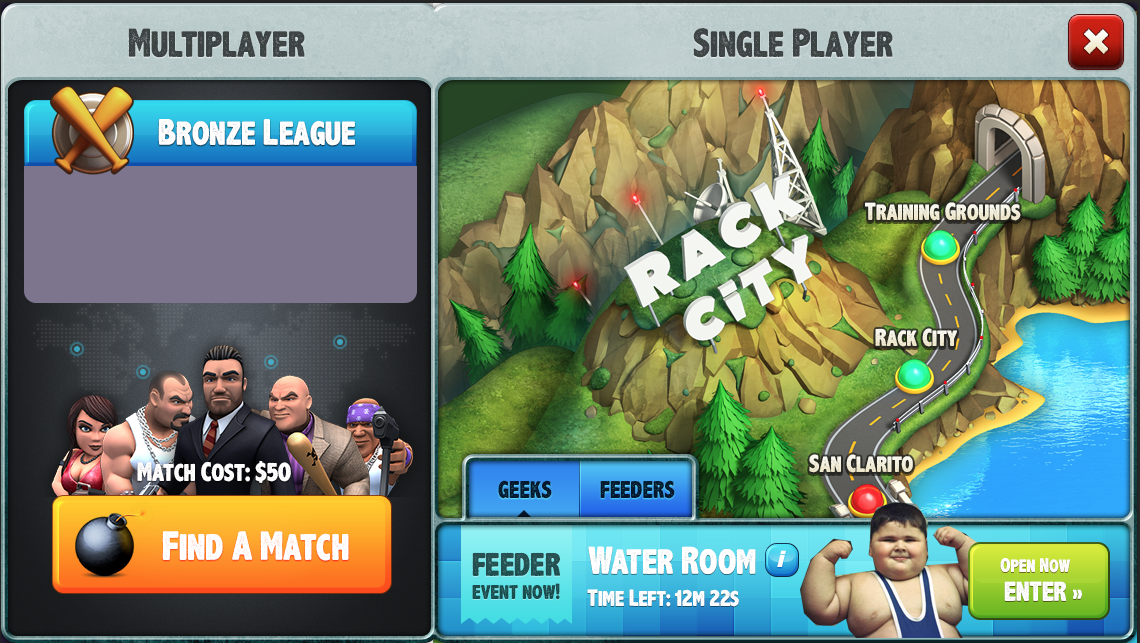 MULTIPLAYER
SINGLE PLAYER
BRONZE LEAGUE
MATCH COST: $50
FIND A MATCH
RACK
CITY
TRAINING GROUNDS
RACK CITY
SAN CLARITO
GEEKS
FEEDERS
FEEDER
EVENT NOW!
WATER ROOM i
TIME LEFT: 12M 22S
OPEN NOW
ENTER »